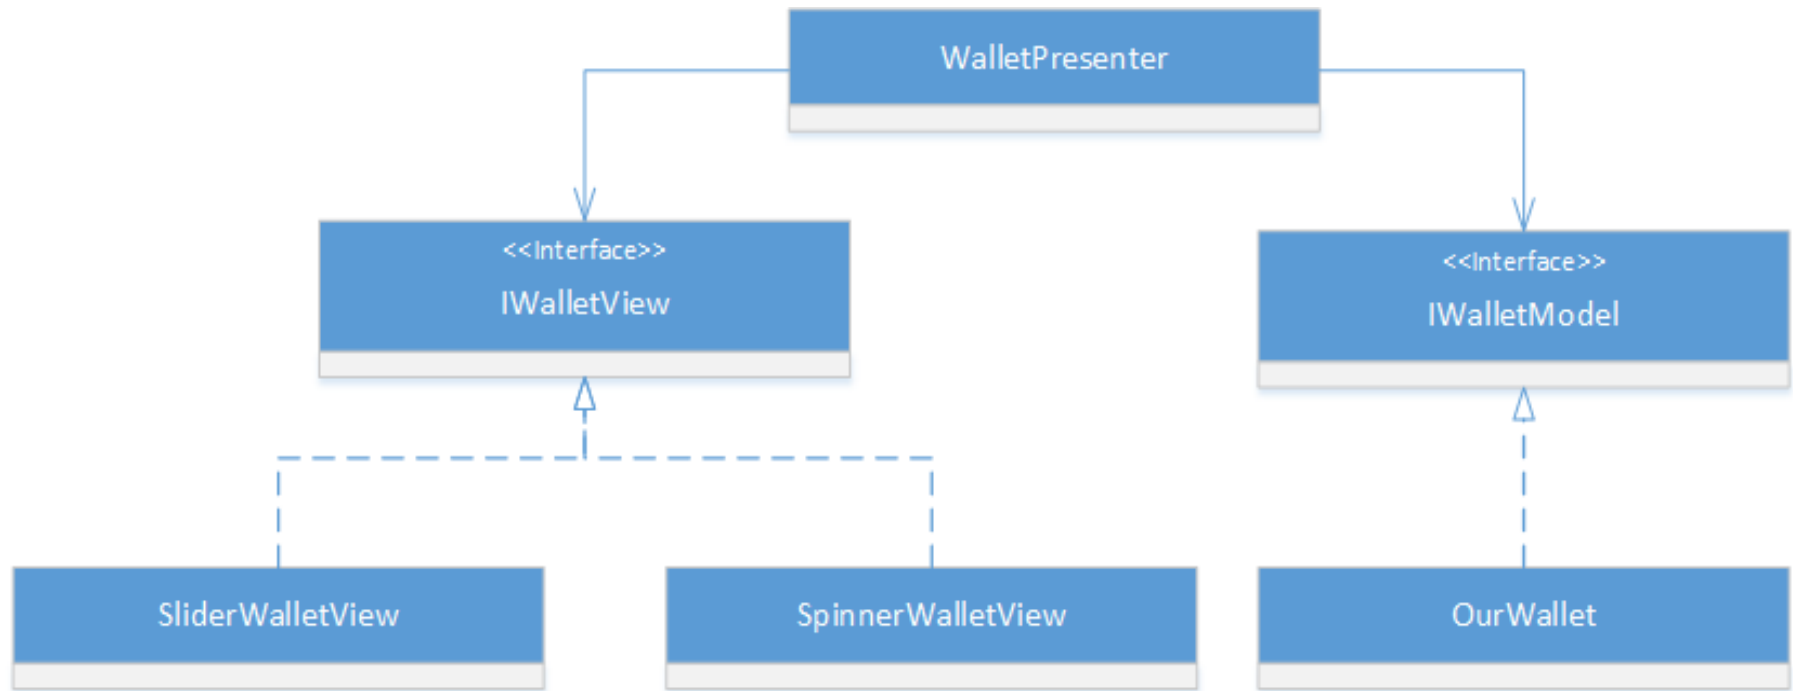 WalletPresenter
<<Interface>>
IWalletView
<<Interface>>
IWalletModel
SliderWalletView
SpinnerWalletView
OurWallet